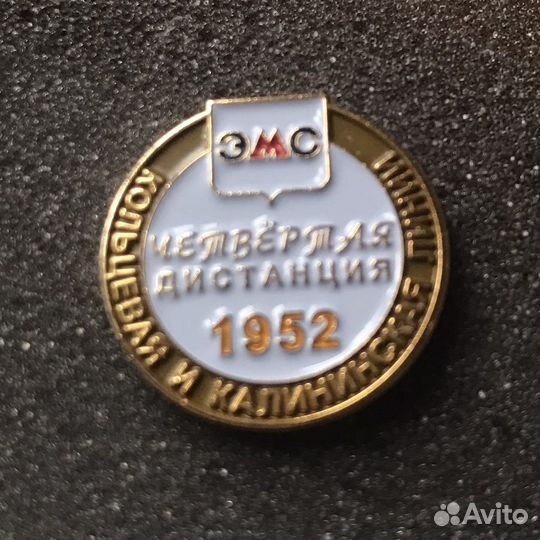 ЭМС
ЧЕТВЁРТАЯ
ДИСТАНЦИЯ
1952
КОЛЬЦЕВАЯ И КАЛИНИНСКАЯ ЛИНИИ
Avito